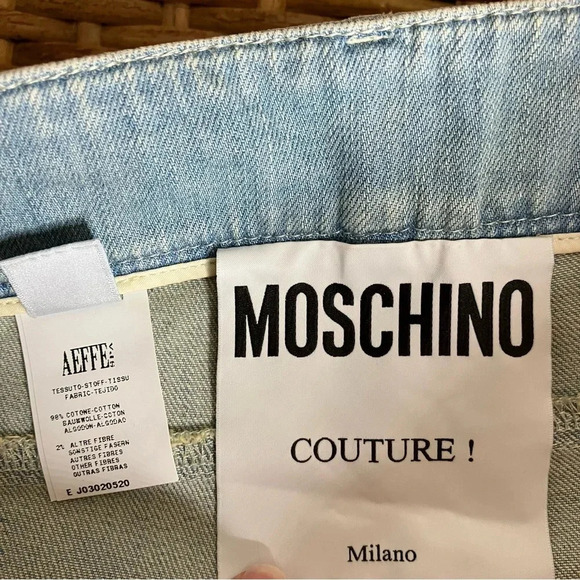 AEFFE SPA
TESSUTO-STOFF-TISSU
FABRIC-TEJIDO
98% COTONE-COTTON
BAUMWOLLE-COTON
ALGODON-ALGODAO
2% ALTRE FIBRE
SONSTIGE FASERN
AUTRES FIBRES
OTHER FIBRES
OUTRAS FIBRAS
E J03020520
MOSCHINO
COUTURE !
Milano